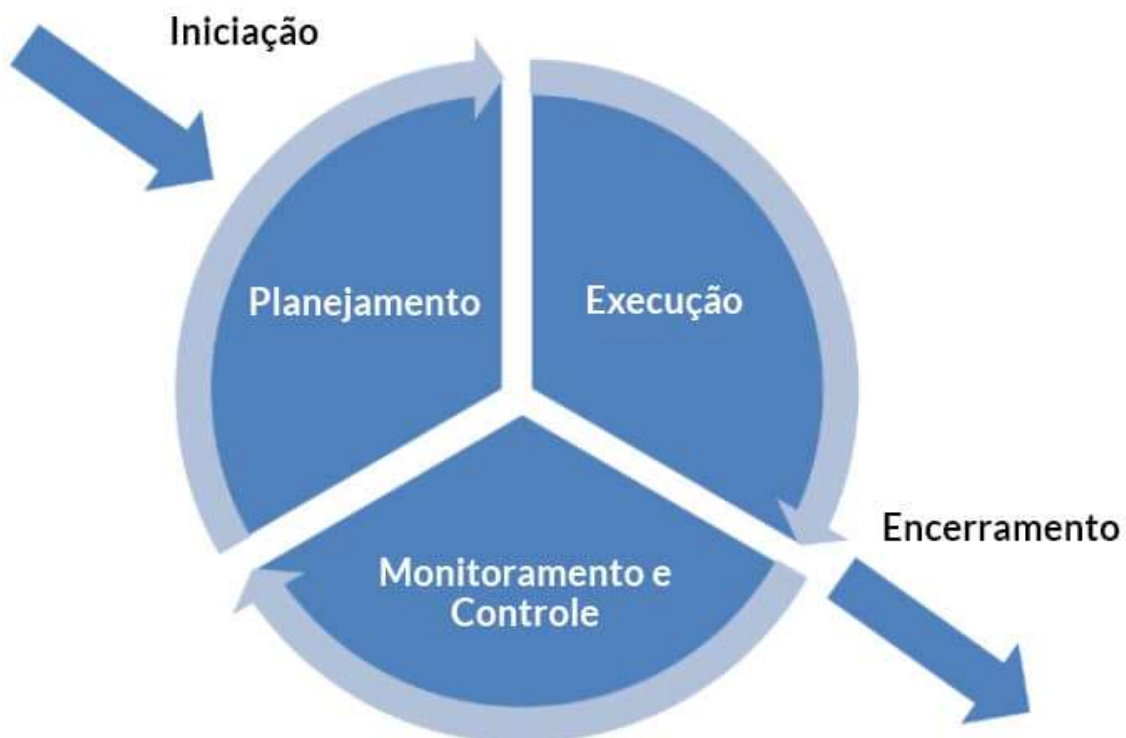 Iniciação
Planejamento
Execução
Encerramento
Monitoramento e
Controle